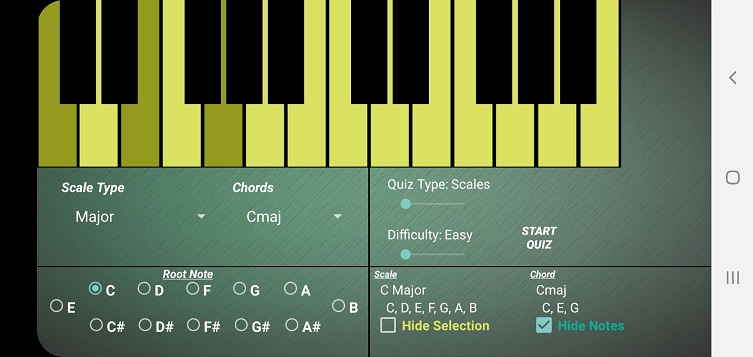 Scale Type
Chords
Major
Cmaj
Quiz Type: Scales
Difficulty: Easy
START
QUIZ
Root Note
C D F G A
E B
C# D# F# G# A#
Scale
C Major
C, D, E, F, G, A, B
Hide Selection
Chord
Cmaj
C, E, G
Hide Notes